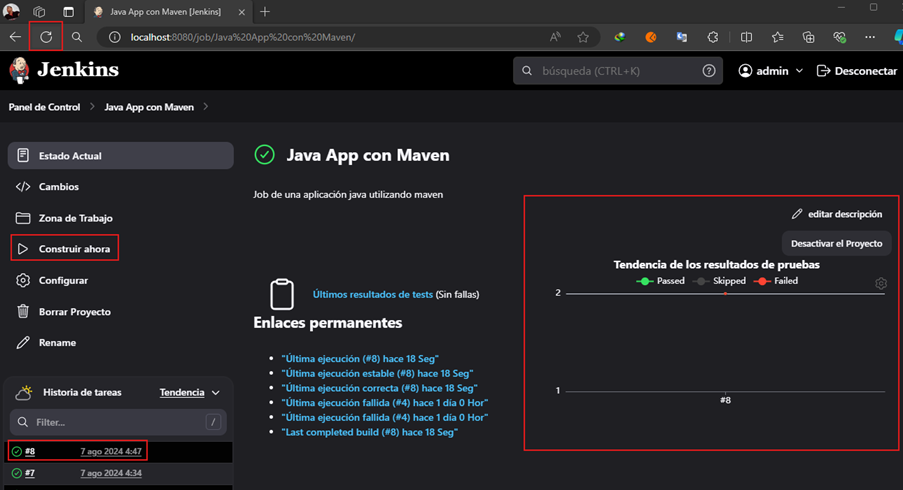 Java App con Maven [Jenkins]
localhost:8080/job/Java%20App%20con%20Maven/
Jenkins
búsqueda (CTRL+K)
admin
Desconectar
Panel de Control
Java App con Maven
Estado Actual
Cambios
Zona de Trabajo
Construir ahora
Configurar
Borrar Proyecto
Rename
Historia de tareas
Tendencia
Filter...
/
#8 7 ago 2024 4:47
#7 7 ago 2024 4:34
Java App con Maven
Job de una aplicación java utilizando maven
editar descripción
Desactivar el Proyecto
Tendencia de los resultados de pruebas
Passed Skipped Failed
2
1
#8
Últimos resultados de tests (Sin fallas)
Enlaces permanentes
"Última ejecución (#8) hace 18 Seg"
"Última ejecución estable (#8) hace 18 Seg"
"Última ejecución correcta (#8) hace 18 Seg"
"Última ejecución fallida (#4) hace 1 día 0 Hor"
"Última ejecución fallida (#4) hace 1 día 0 Hor"
"Last completed build (#8) hace 18 Seg"